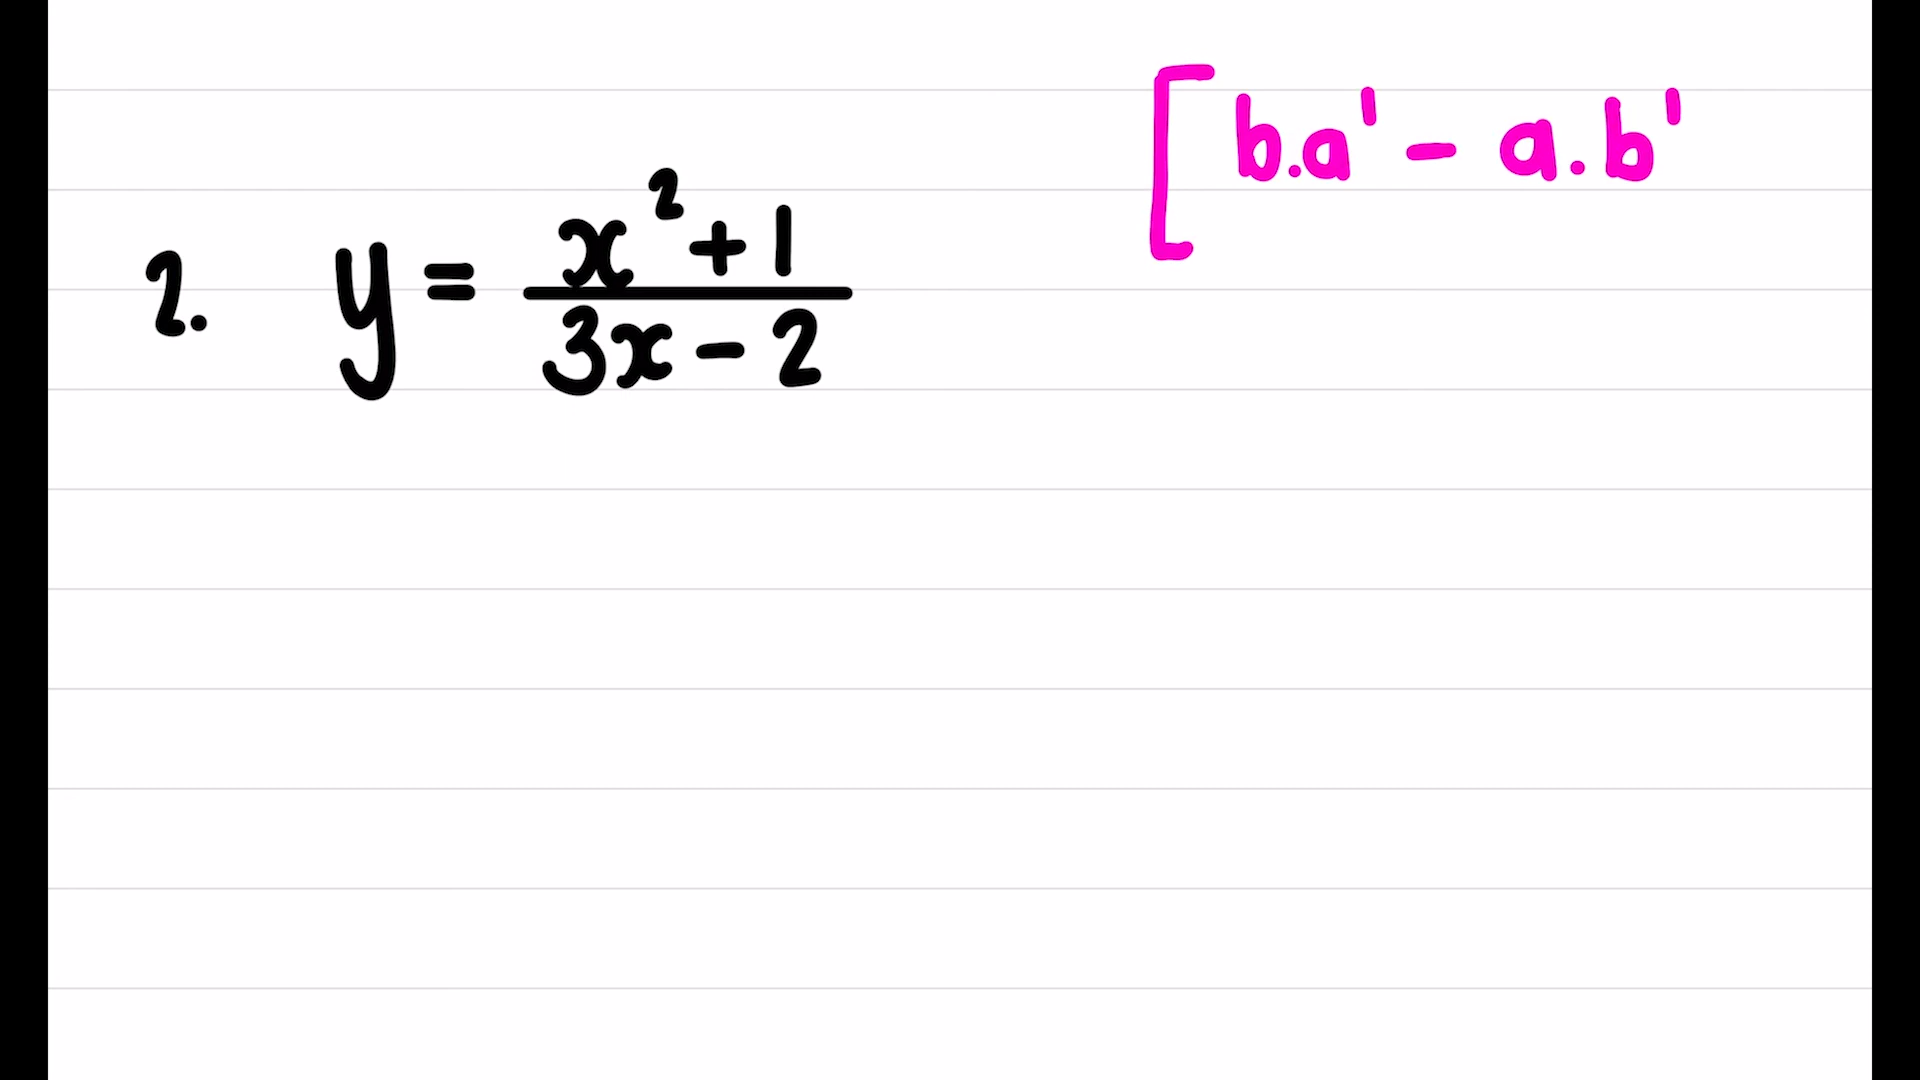 [ b.a' - a.b'
2. y = x² + 1
3x - 2